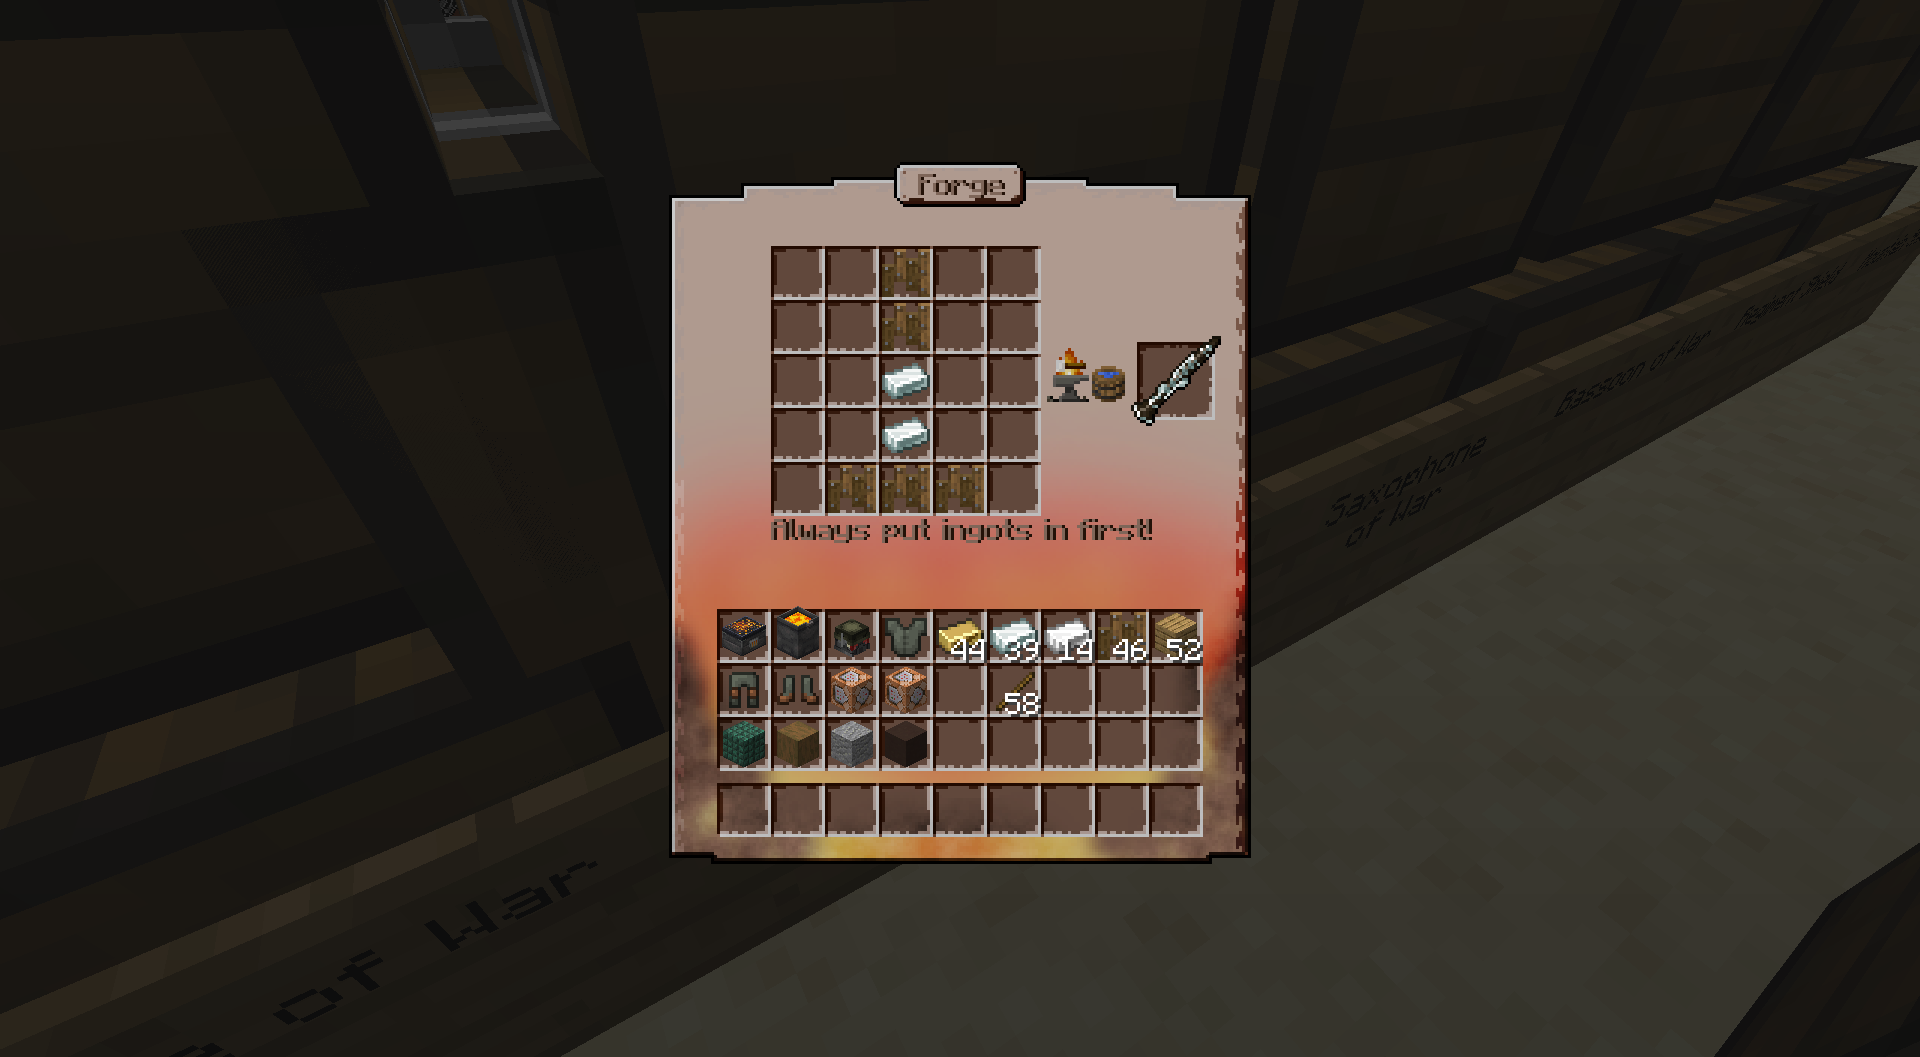 Forge
Always put ingots in first!
44
39
14
46
52
58
Saxophone
of War
Bassoon of War
of War